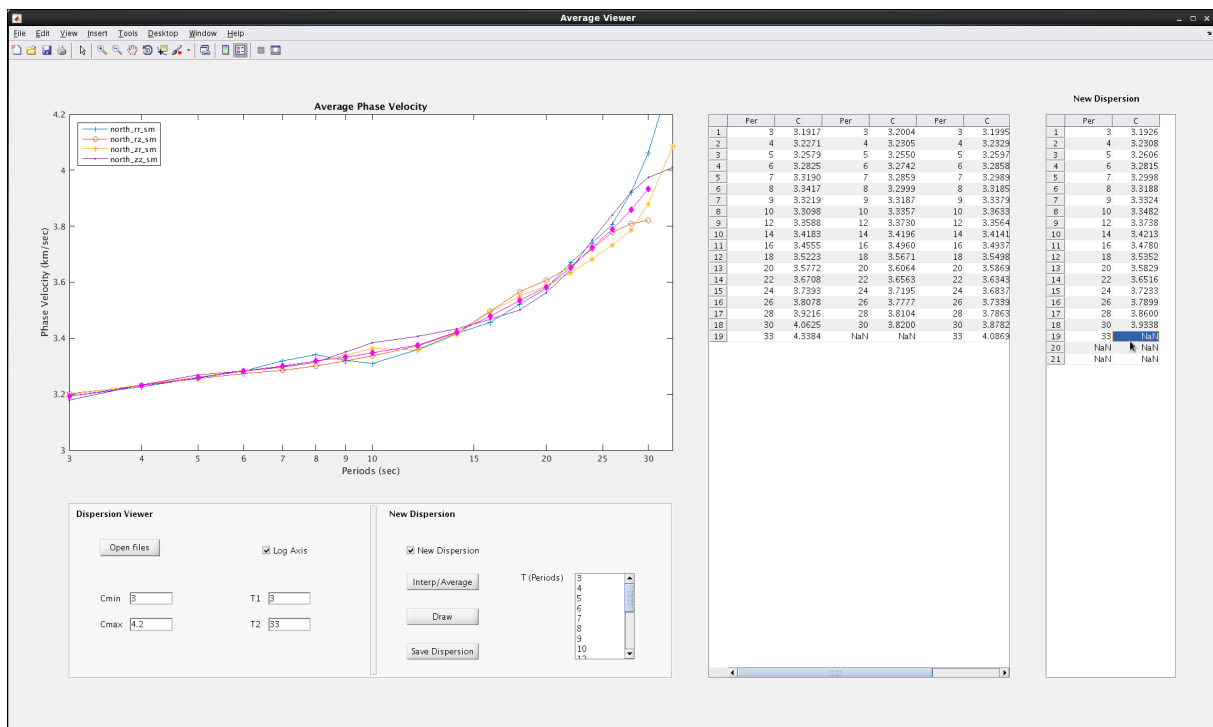 Average Viewer
File Edit View Insert Tools Desktop Window Help
Average Phase Velocity
4.2
4
3.8
3.6
3.4
3.2
3
Phase Velocity (km/sec)
north_rr_sm
north_rz_sm
north_zr_sm
north_zz_sm
3 4 5 6 7 8 9 10 15 20 25 30
Periods (sec)
Per C Per C Per C
1 3 3.1917 3 3.2004 3 3.1995
2 4 3.2271 4 3.2305 4 3.2329
3 5 3.2579 5 3.2550 5 3.2597
4 6 3.2825 6 3.2742 6 3.2858
5 7 3.3190 7 3.2859 7 3.2989
6 8 3.3417 8 3.2999 8 3.3185
7 9 3.3219 9 3.3187 9 3.3379
8 10 3.3098 10 3.3357 10 3.3633
9 12 3.3588 12 3.3730 12 3.3564
10 14 3.4183 14 3.4196 14 3.4141
11 16 3.4555 16 3.4960 16 3.4937
12 18 3.5223 18 3.5671 18 3.5498
13 20 3.5772 20 3.6064 20 3.5869
14 22 3.6708 22 3.6563 22 3.6343
15 24 3.7393 24 3.7195 24 3.6837
16 26 3.8078 26 3.7777 26 3.7339
17 28 3.9216 28 3.8104 28 3.7863
18 30 4.0625 30 3.8200 30 3.8782
19 33 4.3384 NaN NaN 33 4.0869
New Dispersion
Per C
1 3 3.1926
2 4 3.2308
3 5 3.2606
4 6 3.2815
5 7 3.2998
6 8 3.3188
7 9 3.3324
8 10 3.3482
9 12 3.3738
10 14 3.4213
11 16 3.4780
12 18 3.5352
13 20 3.5829
14 22 3.6516
15 24 3.7233
16 26 3.7899
17 28 3.8600
18 30 3.9338
19 33 NaN
20 NaN NaN
21 NaN NaN
Dispersion Viewer
Open files
Log Axis
Cmin 3
T1 3
Cmax 4.2
T2 33
New Dispersion
New Dispersion
Interp/Average
Draw
Save Dispersion
T (Periods)
3
4
5
6
7
8
9
10
12